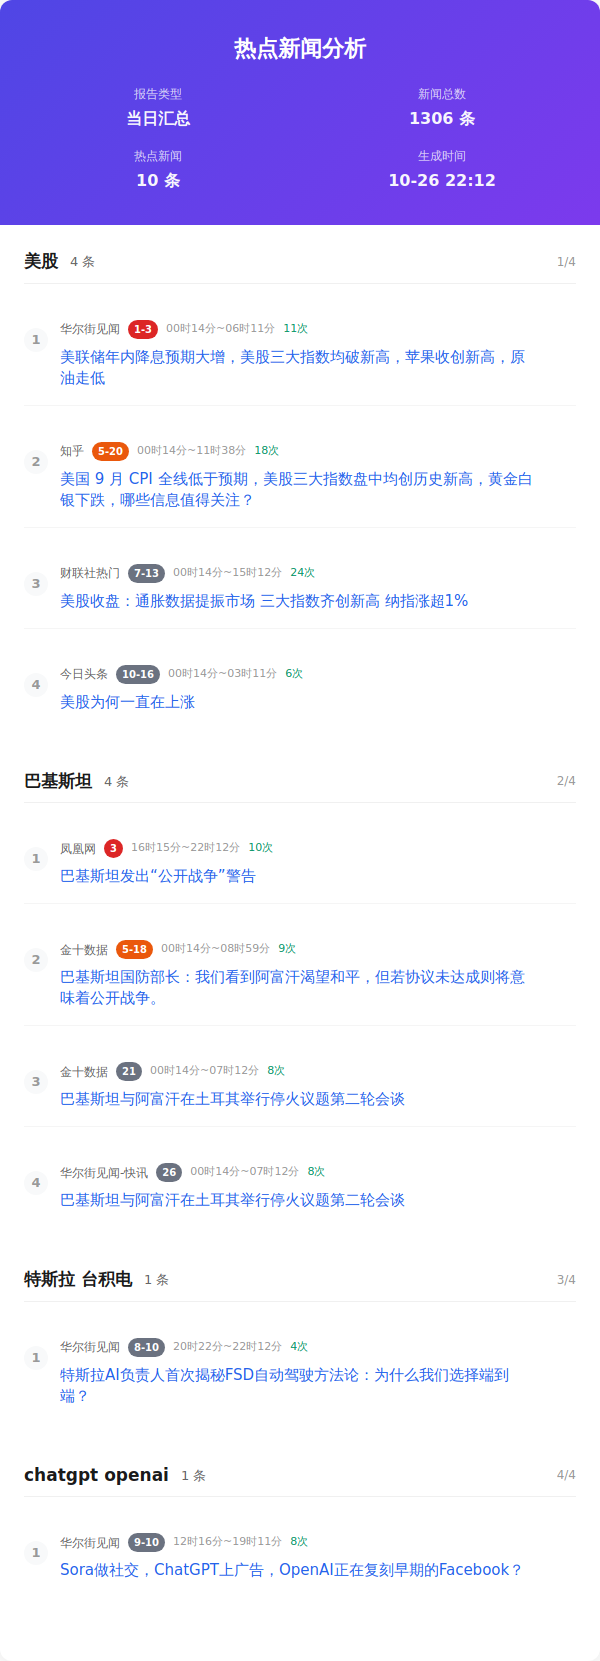 热点新闻分析
报告类型
新闻总数
当日汇总
1306 条
热点新闻
生成时间
10 条
10-26 22:12
美股 4 条 1/4
1
华尔街见闻 1-3 00时14分~06时11分 11次
美联储年内降息预期大增，美股三大指数均破新高，苹果收创新高，原
油走低
2
知乎 5-20 00时14分~11时38分 18次
美国 9 月 CPI 全线低于预期，美股三大指数盘中均创历史新高，黄金白
银下跌，哪些信息值得关注？
3
财联社热门 7-13 00时14分~15时12分 24次
美股收盘：通胀数据提振市场 三大指数齐创新高 纳指涨超1%
4
今日头条 10-16 00时14分~03时11分 6次
美股为何一直在上涨
巴基斯坦 4 条 2/4
1
凤凰网 3 16时15分~22时12分 10次
巴基斯坦发出“公开战争”警告
2
金十数据 5-18 00时14分~08时59分 9次
巴基斯坦国防部长：我们看到阿富汗渴望和平，但若协议未达成则将意
味着公开战争。
3
金十数据 21 00时14分~07时12分 8次
巴基斯坦与阿富汗在土耳其举行停火议题第二轮会谈
4
华尔街见闻-快讯 26 00时14分~07时12分 8次
巴基斯坦与阿富汗在土耳其举行停火议题第二轮会谈
特斯拉 台积电 1 条 3/4
1
华尔街见闻 8-10 20时22分~22时12分 4次
特斯拉AI负责人首次揭秘FSD自动驾驶方法论：为什么我们选择端到
端？
chatgpt openai 1 条 4/4
1
华尔街见闻 9-10 12时16分~19时11分 8次
Sora做社交，ChatGPT上广告，OpenAI正在复刻早期的Facebook？